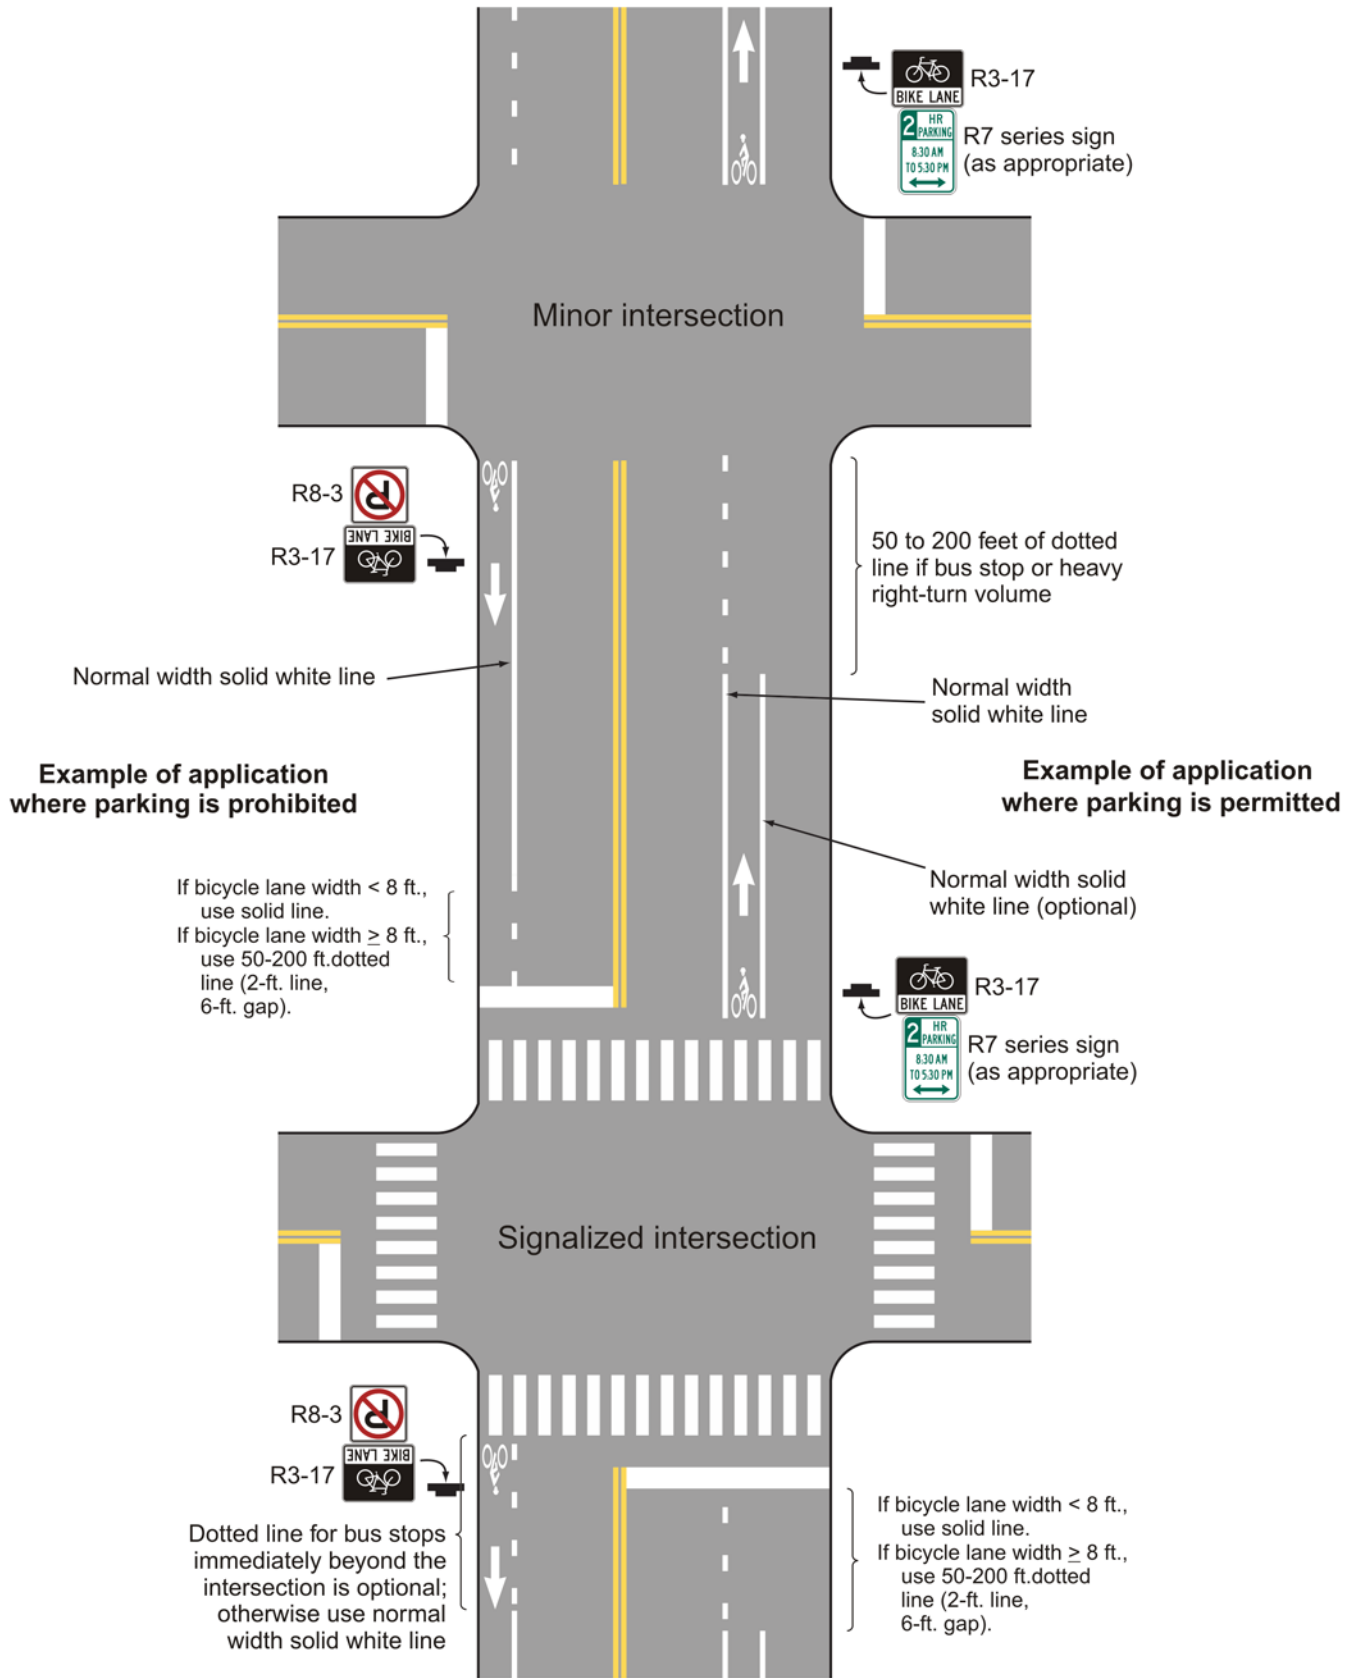 BIKE LANE
R3-17
2 HR
PARKING
8:30 AM
TO 5:30 PM
R7 series sign
(as appropriate)
Minor intersection
R8-3
P
R3-17
BIKE LANE
50 to 200 feet of dotted
line if bus stop or heavy
right-turn volume
Normal width solid white line
Normal width
solid white line
Example of application
where parking is prohibited
Example of application
where parking is permitted
If bicycle lane width < 8 ft.,
use solid line.
If bicycle lane width ≥ 8 ft.,
use 50-200 ft.dotted
line (2-ft. line,
6-ft. gap).
Normal width solid
white line (optional)
BIKE LANE
R3-17
2 HR
PARKING
8:30 AM
TO 5:30 PM
R7 series sign
(as appropriate)
Signalized intersection
R8-3
P
R3-17
BIKE LANE
Dotted line for bus stops
immediately beyond the
intersection is optional;
otherwise use normal
width solid white line
If bicycle lane width < 8 ft.,
use solid line.
If bicycle lane width ≥ 8 ft.,
use 50-200 ft.dotted
line (2-ft. line,
6-ft. gap).